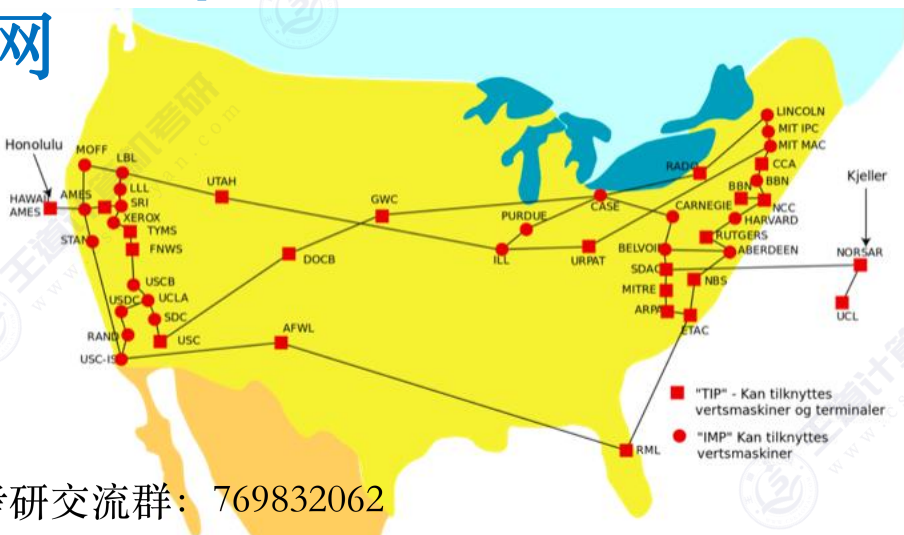 网
Honolulu
MOFF
LBL
HAWAII
AMES
AMES
LLL
SRI
XEROX
TYMS
STAN
FNWS
UTAH
GWC
DOCB
USCB
USDC
UCLA
SDC
RAND
USC
USC-IS
AFWL
PURDUE
ILL
URPAT
CASE
RADC
LINCOLN
MIT IPC
MIT MAC
CCA
BBN
BBN
NCC
CARNEGIE
HARVARD
RUTGERS
BELVOIR
ABERDEEN
SDAC
NBS
MITRE
ARPA
ETAC
RML
Kjeller
NORSAR
UCL
"TIP" - Kan tilknyttes
vertsmaskiner og terminaler
"IMP" Kan tilknyttes
vertsmaskiner
考研交流群：769832062